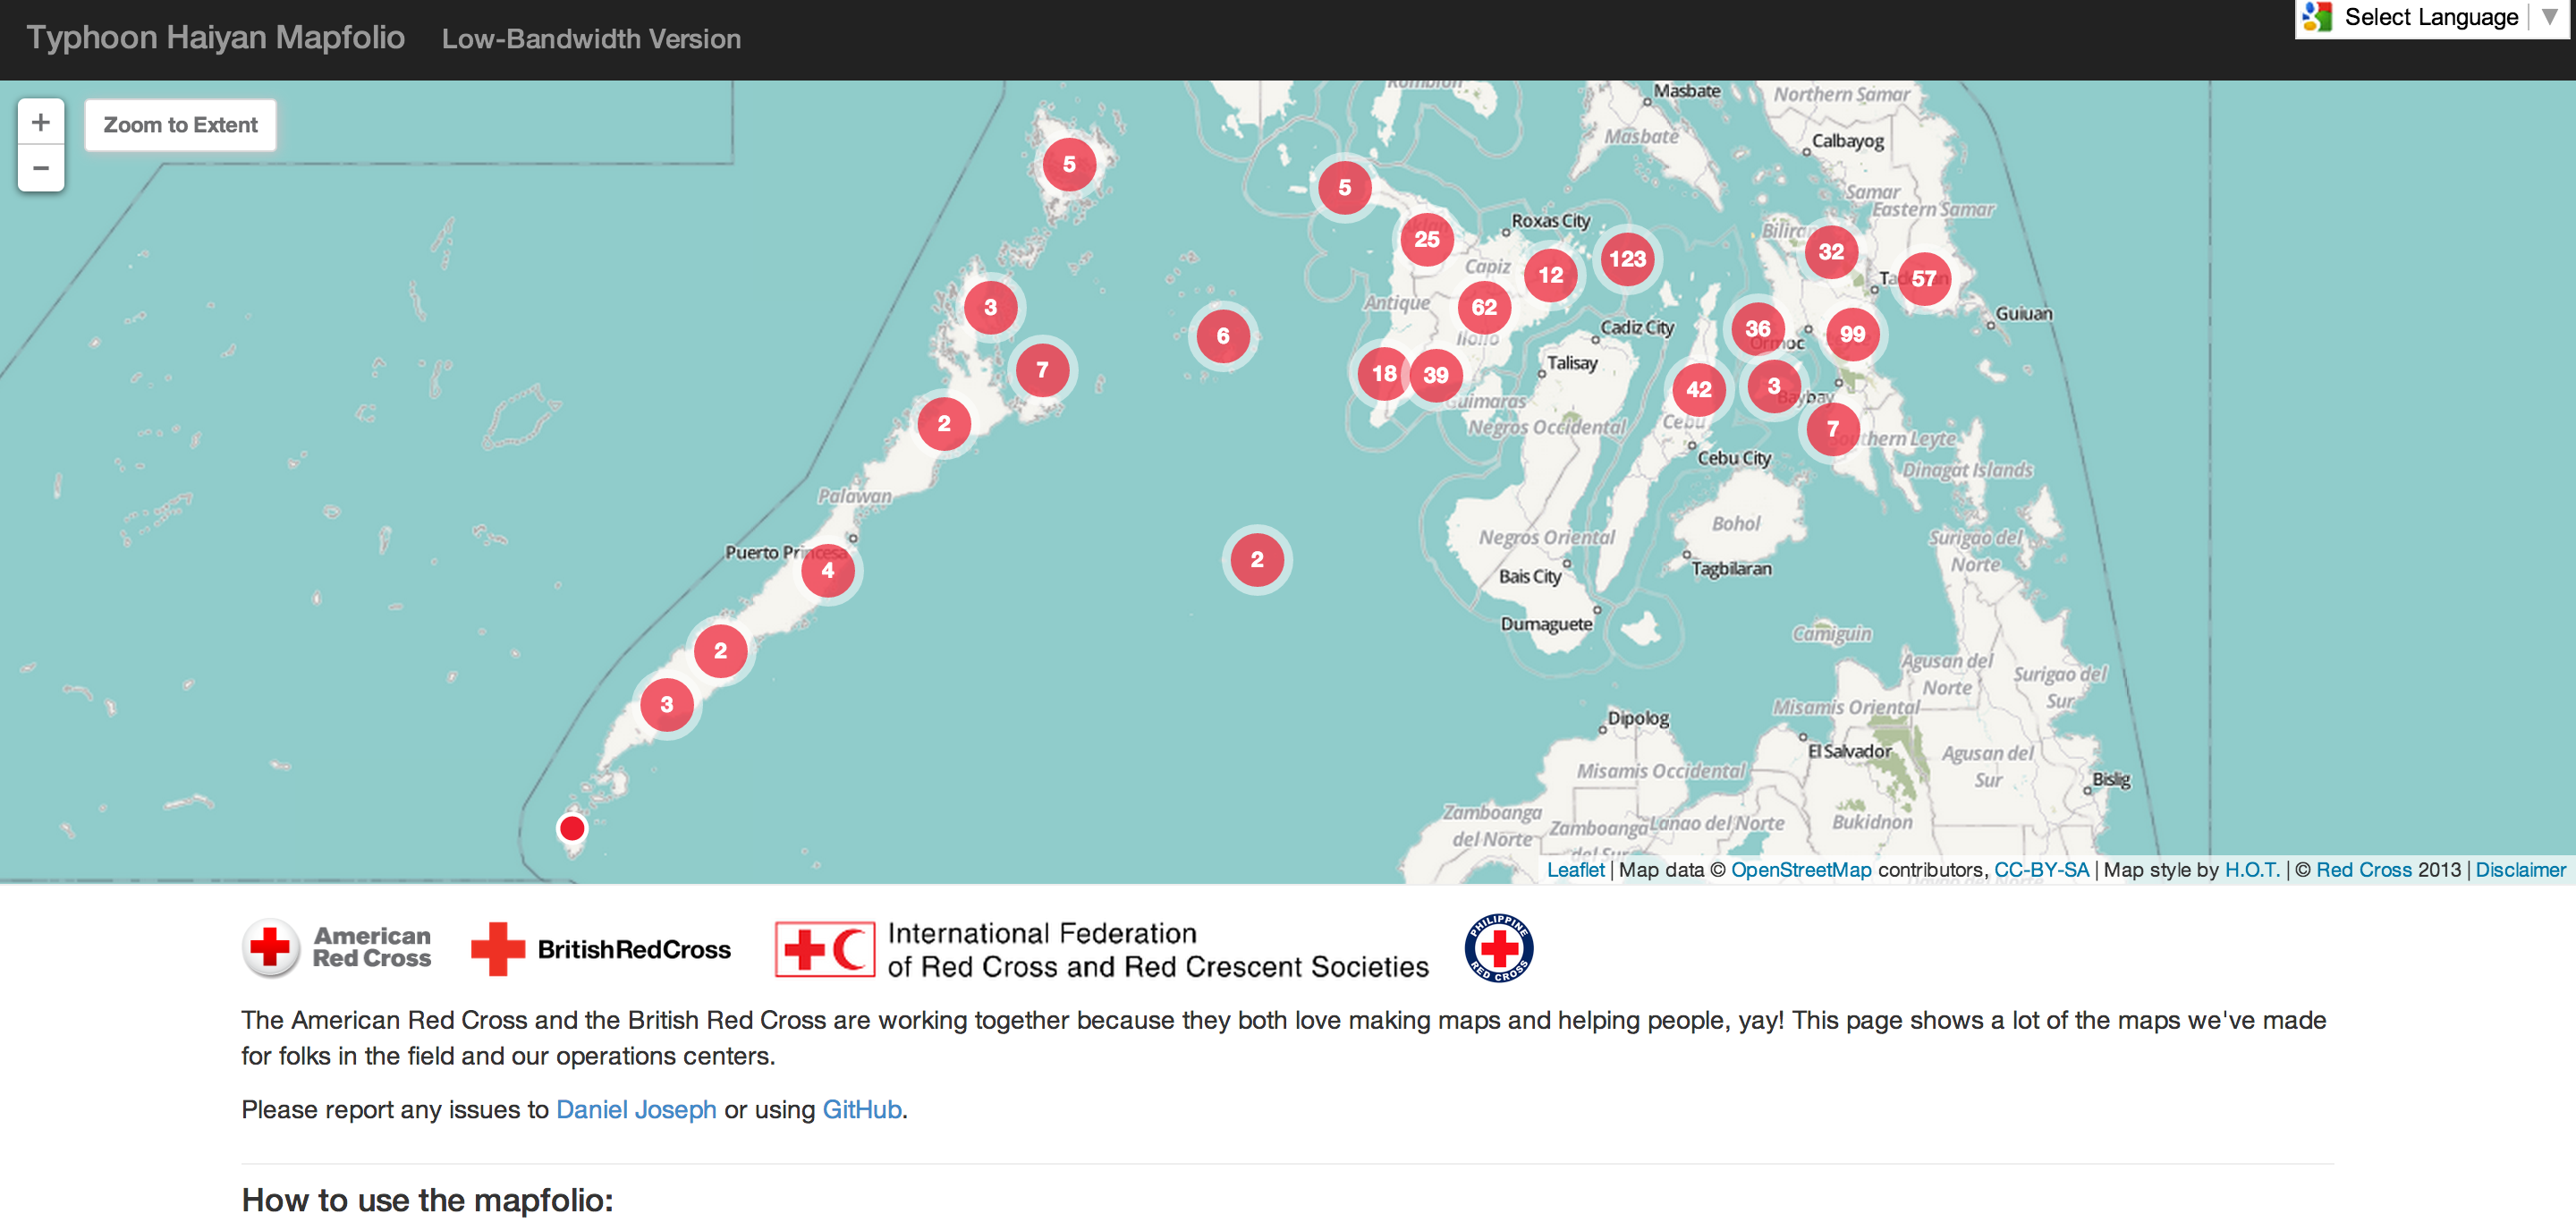 Typhoon Haiyan Mapfolio Low-Bandwidth Version
Select Language ▼
+
Zoom to Extent
−
Romblon
Masbate
Northern Samar
Masbate
Calbayog
5
5
Samar
Eastern Samar
Roxas City
25
Biliran
32
123
Capiz
12
57
Antique
3
62
Guiuan
6
Cadiz City
36
99
Iloilo
Ormoc
Talisay
7
18
39
42
3
Baybay
Guimaras
2
Negros Occidental
Cebu
7
Southern Leyte
Cebu City
Dinagat Islands
Palawan
Bohol
Negros Oriental
Surigao del
Norte
Puerto Princesa
2
4
Bais City
Tagbilaran
Dumaguete
Camiguin
2
Agusan del
Norte
Surigao del
Sur
3
Misamis Oriental
Dipolog
El Salvador
Agusan del
Sur
Misamis Occidental
Bislig
Zamboanga
del Norte
Zamboanga
del Sur
Lanao del Norte
Bukidnon
Leaflet | Map data © OpenStreetMap contributors, CC-BY-SA | Map style by H.O.T. | © Red Cross 2013 | Disclaimer
American
Red Cross
BritishRedCross
International Federation
of Red Cross and Red Crescent Societies
PHILIPPINE
RED CROSS
The American Red Cross and the British Red Cross are working together because they both love making maps and helping people, yay! This page shows a lot of the maps we've made
for folks in the field and our operations centers.
Please report any issues to Daniel Joseph or using GitHub.
How to use the mapfolio: